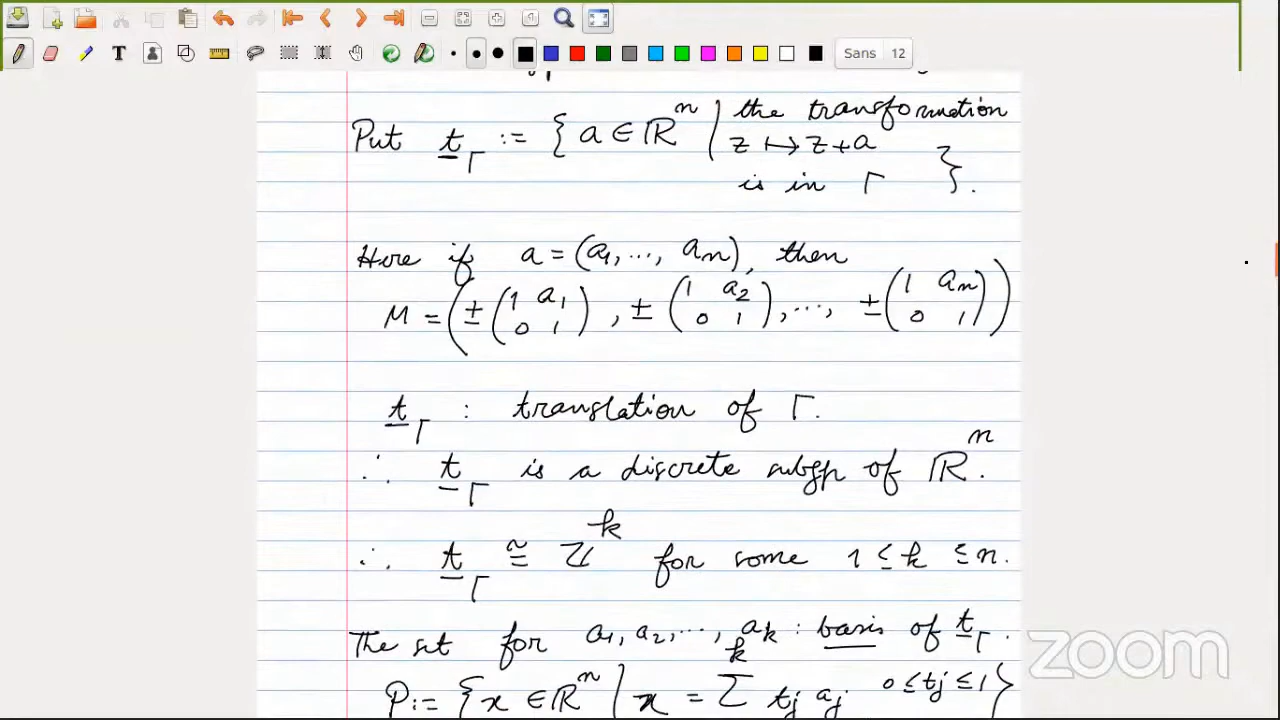 Sans 12
Put t_Γ := { a ∈ ℝ^n | the transformation
z ↦ z + a
is in Γ }.
Here if a = (a_1, ..., a_n), then
M = (± (1 a_1 / 0 1), ± (1 a_2 / 0 1), ..., ± (1 a_n / 0 1))
t_Γ : translation of Γ.
∴ t_Γ is a discrete subgp of ℝ^n.
∴ t_Γ ≅ ℤ^k for some 1 ≤ k ≤ n.
The set for a_1, a_2, ..., a_k : basis of t_Γ.
P := { x ∈ ℝ^n | x = Σ^k t_j a_j 0 ≤ t_j ≤ 1 }
zoom